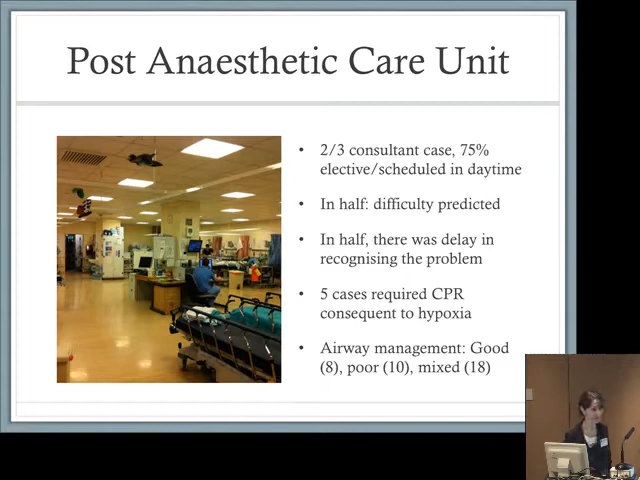 Post Anaesthetic Care Unit
• 2/3 consultant case, 75%
elective/scheduled in daytime
• In half: difficulty predicted
• In half, there was delay in
recognising the problem
• 5 cases required CPR
consequent to hypoxia
• Airway management: Good
(8), poor (10), mixed (18)